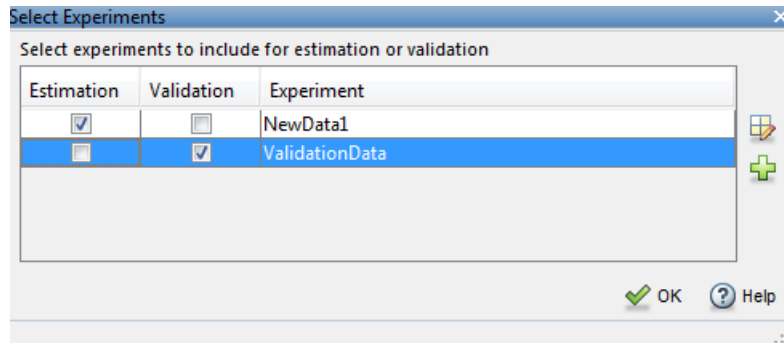 Select Experiments
Select experiments to include for estimation or validation
Estimation Validation Experiment
NewData1
ValidationData
OK Help